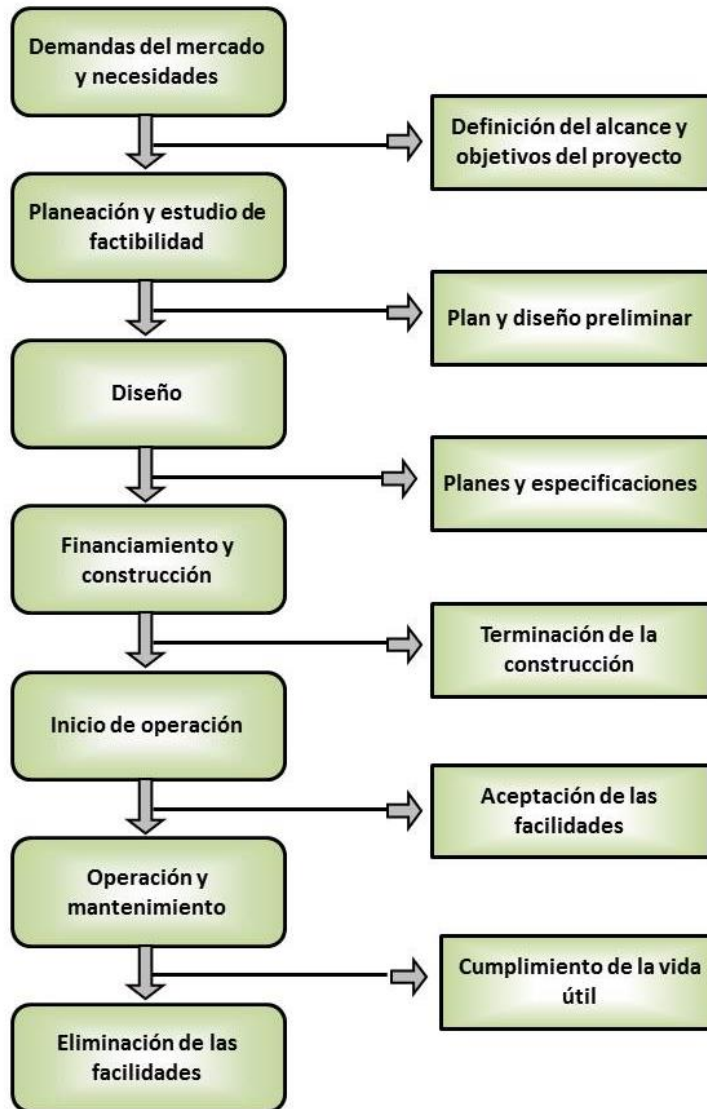 Demandas del mercado
y necesidades
Definición del alcance y
objetivos del proyecto
Planeación y estudio de
factibilidad
Plan y diseño preliminar
Diseño
Planes y especificaciones
Financiamiento y
construcción
Terminación de la
construcción
Inicio de operación
Aceptación de las
facilidades
Operación y
mantenimiento
Cumplimiento de la vida
útil
Eliminación de las
facilidades